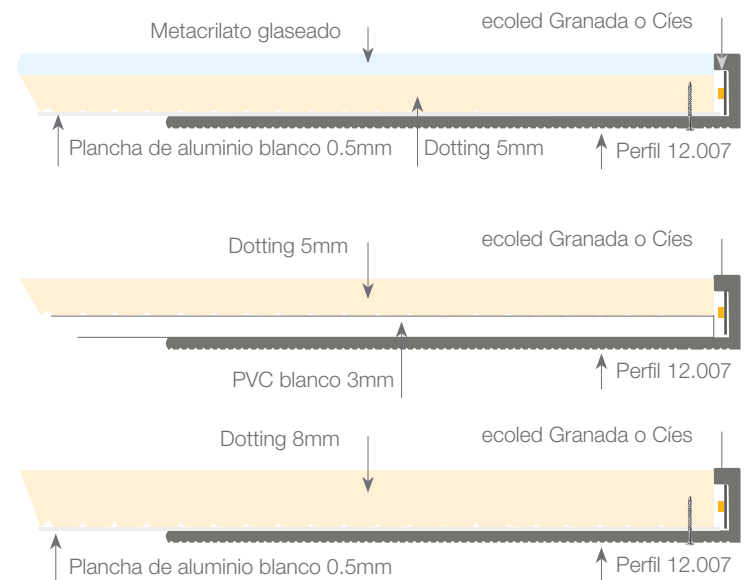 Metacrilato glaseado
ecoled Granada o Cíes
Plancha de aluminio blanco 0.5mm
Dotting 5mm
Perfil 12.007
Dotting 5mm
ecoled Granada o Cíes
PVC blanco 3mm
Perfil 12.007
Dotting 8mm
ecoled Granada o Cíes
Plancha de aluminio blanco 0.5mm
Perfil 12.007